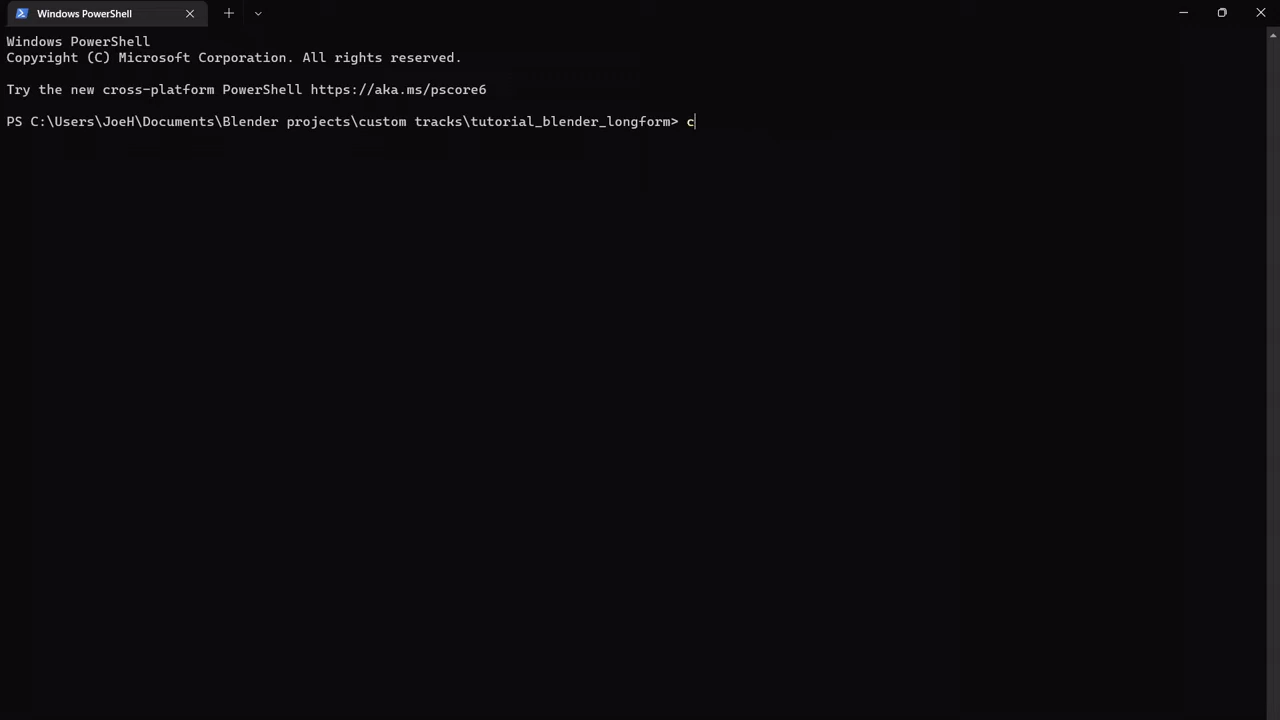 Windows PowerShell
Windows PowerShell
Copyright (C) Microsoft Corporation. All rights reserved.
Try the new cross-platform PowerShell https://aka.ms/pscore6
PS C:\Users\JoeH\Documents\Blender projects\custom tracks\tutorial_blender_longform> c